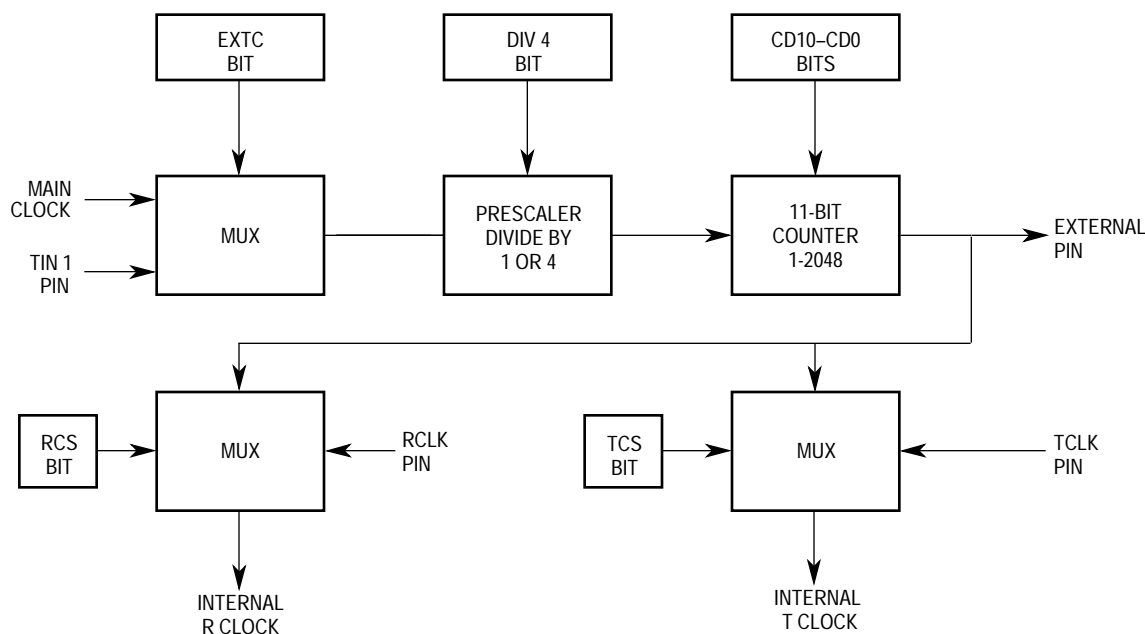 EXTC
BIT
DIV 4
BIT
CD10–CD0
BITS
MAIN
CLOCK
TIN 1
PIN
MUX
PRESCALER
DIVIDE BY
1 OR 4
11-BIT
COUNTER
1-2048
EXTERNAL
PIN
RCS
BIT
MUX
RCLK
PIN
TCS
BIT
MUX
TCLK
PIN
INTERNAL
R CLOCK
INTERNAL
T CLOCK